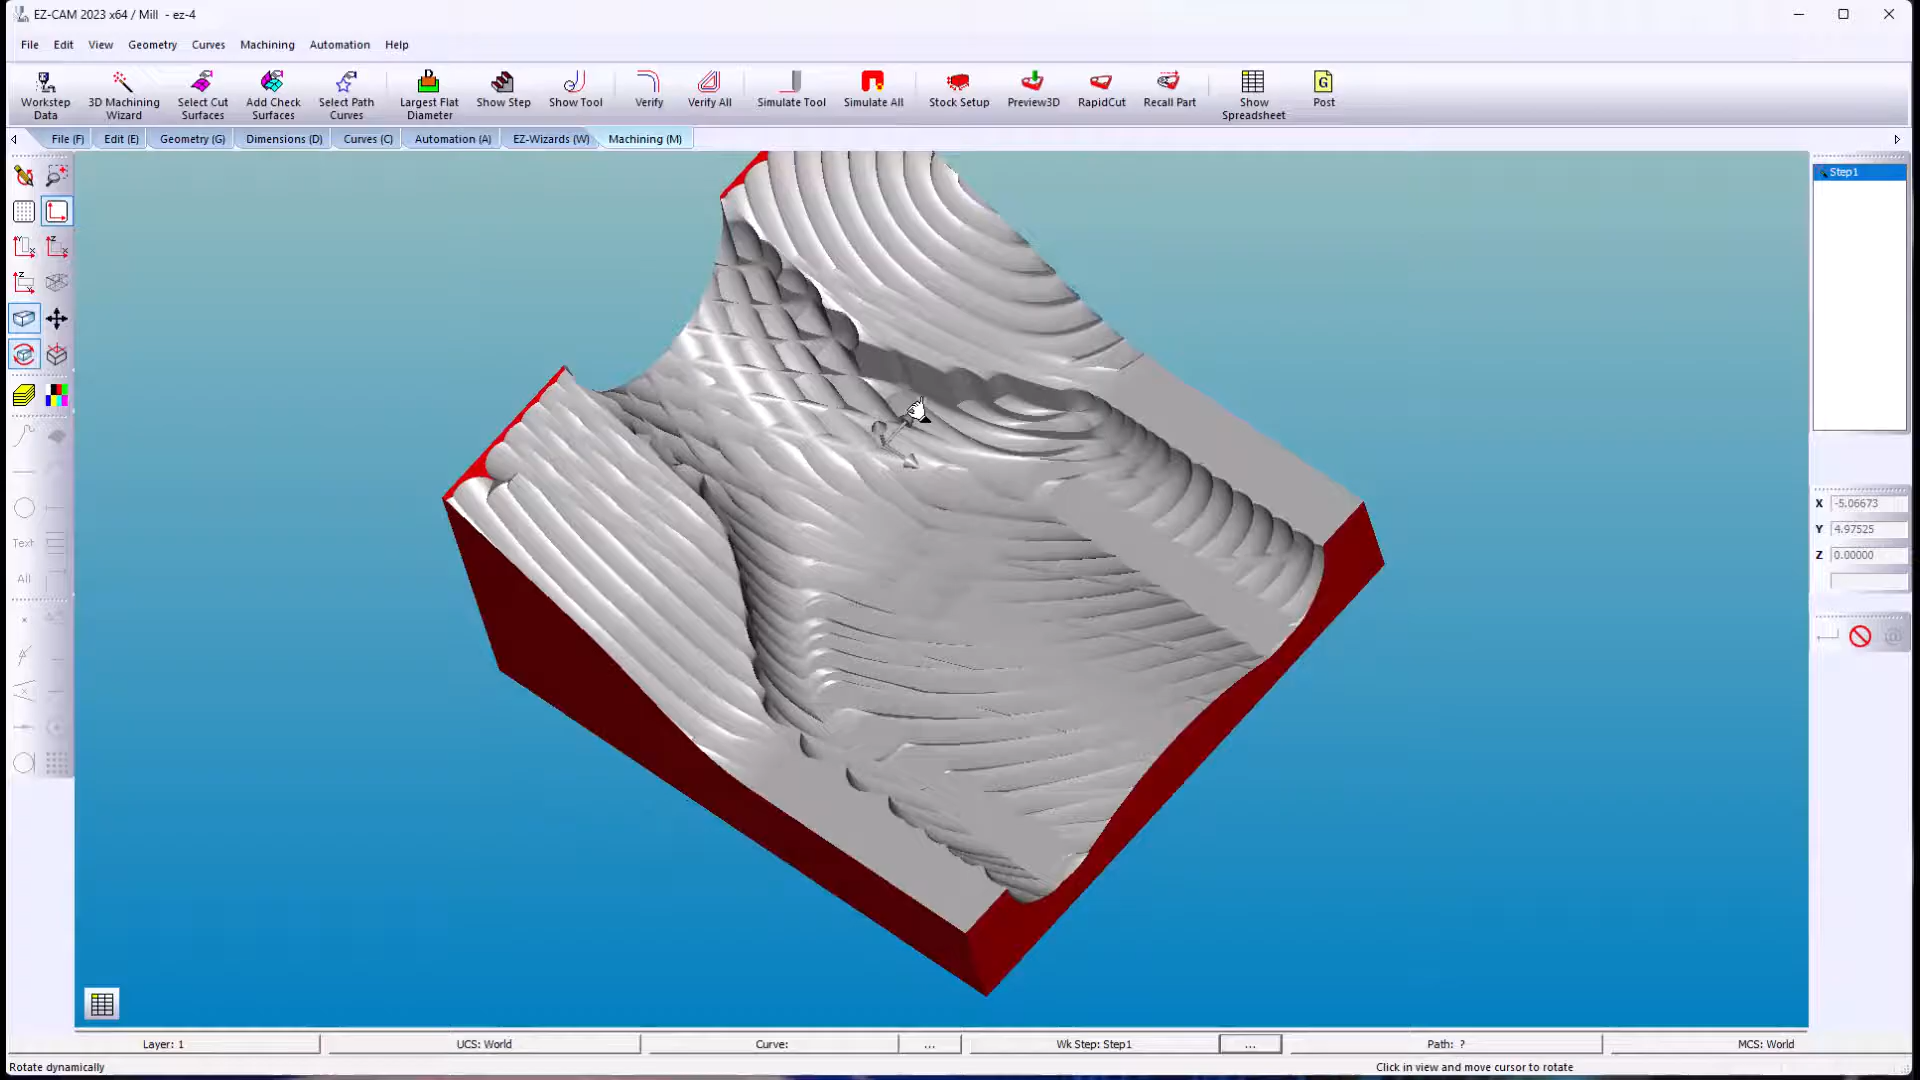 EZ-CAM 2023 x64 / Mill - ez-4
File Edit View Geometry Curves Machining Automation Help
Workstep Data
3D Machining Wizard
Select Cut Surfaces
Add Check Surfaces
Select Path Curves
D
Largest Flat Diameter
Show Step
Show Tool
Verify
Verify All
Simulate Tool
Simulate All
Stock Setup
Preview3D
RapidCut
Recall Part
Show Spreadsheet
G
Post
File (F) Edit (E) Geometry (G) Dimensions (D) Curves (C) Automation (A) EZ-Wizards (W) Machining (M)
Step1
Text
All
X -5.06673
Y 4.97525
Z 0.00000
Layer: 1 UCS: World Curve: ... Wk Step: Step1 ... Path: ? MCS: World
Rotate dynamically Click in view and move cursor to rotate